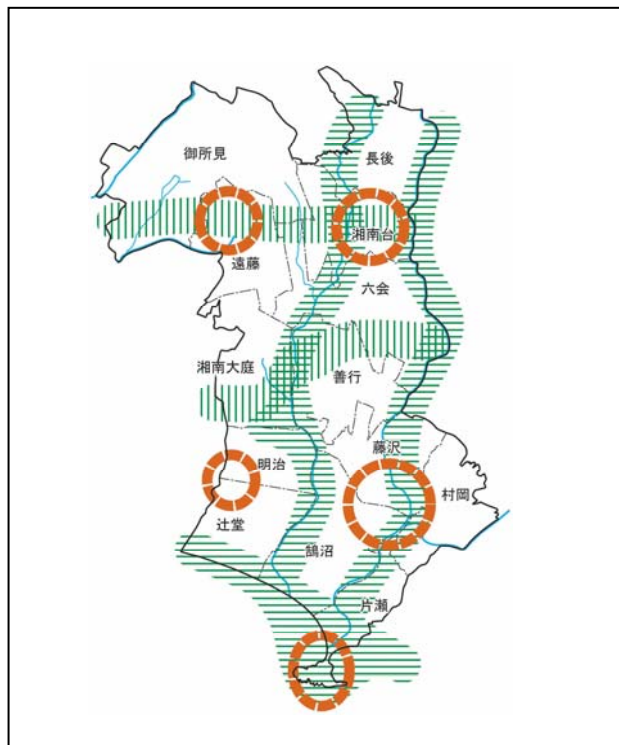 御所見
長後
湘南台
遠藤
六会
湘南大庭
善行
藤沢
明治
村岡
辻堂
鵠沼
片瀬